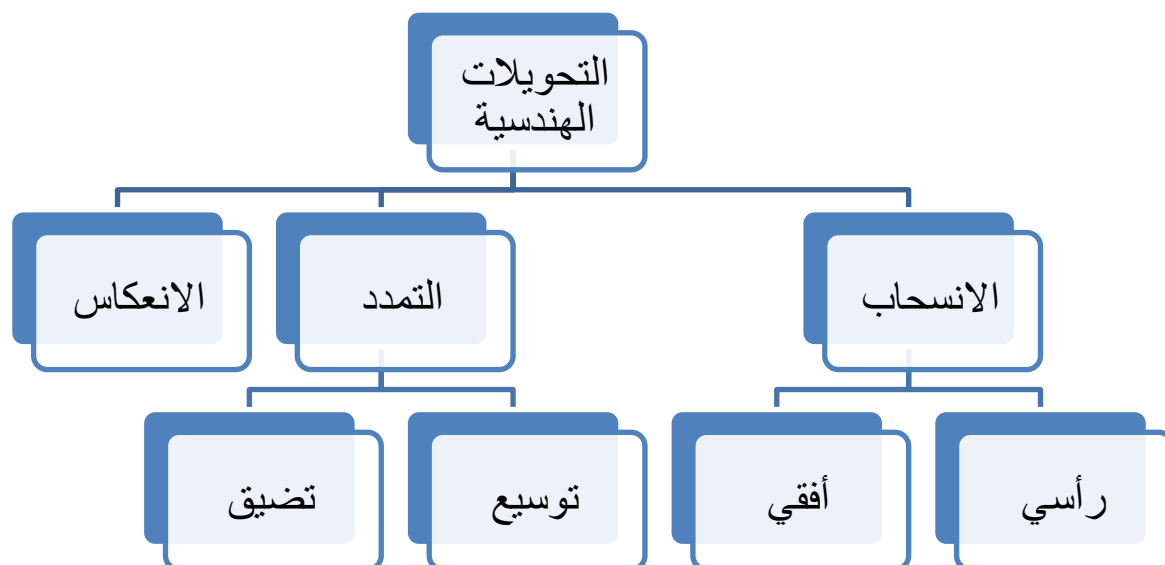 التحويلات
الهندسية
الانسحاب
التمدد
الانعكاس
رأسي
أفقي
توسيع
تضيق